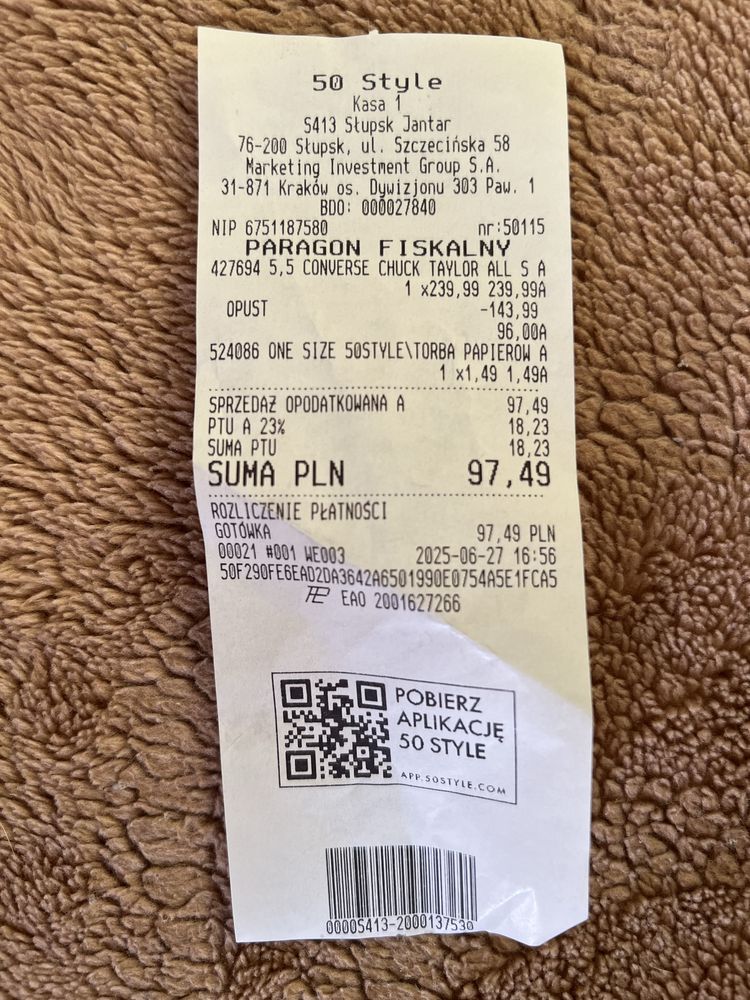 50 Style
Kasa 1
S413 Słupsk Jantar
76-200 Słupsk, ul. Szczecińska 58
Marketing Investment Group S.A.
31-871 Kraków os. Dywizjonu 303 Paw. 1
BDO: 000027840
NIP 6751187580 nr:50115
PARAGON FISKALNY
427694 5,5 CONVERSE CHUCK TAYLOR ALL S A
1 x239,99 239,99A
OPUST -143,99
96,00A
524086 ONE SIZE 50STYLE\TORBA PAPIEROW A
1 x1,49 1,49A
SPRZEDAŻ OPODATKOWANA A 97,49
PTU A 23% 18,23
SUMA PTU 18,23
SUMA PLN 97,49
ROZLICZENIE PŁATNOŚCI
GOTÓWKA 97,49 PLN
00021 #001 WE003 2025-06-27 16:56
50F290FE6EAD2DA3642A6501990E0754A5E1FCA5
EAO 2001627266
POBIERZ
APLIKACJĘ
50 STYLE
APP.50STYLE.COM
00005413-2000137530